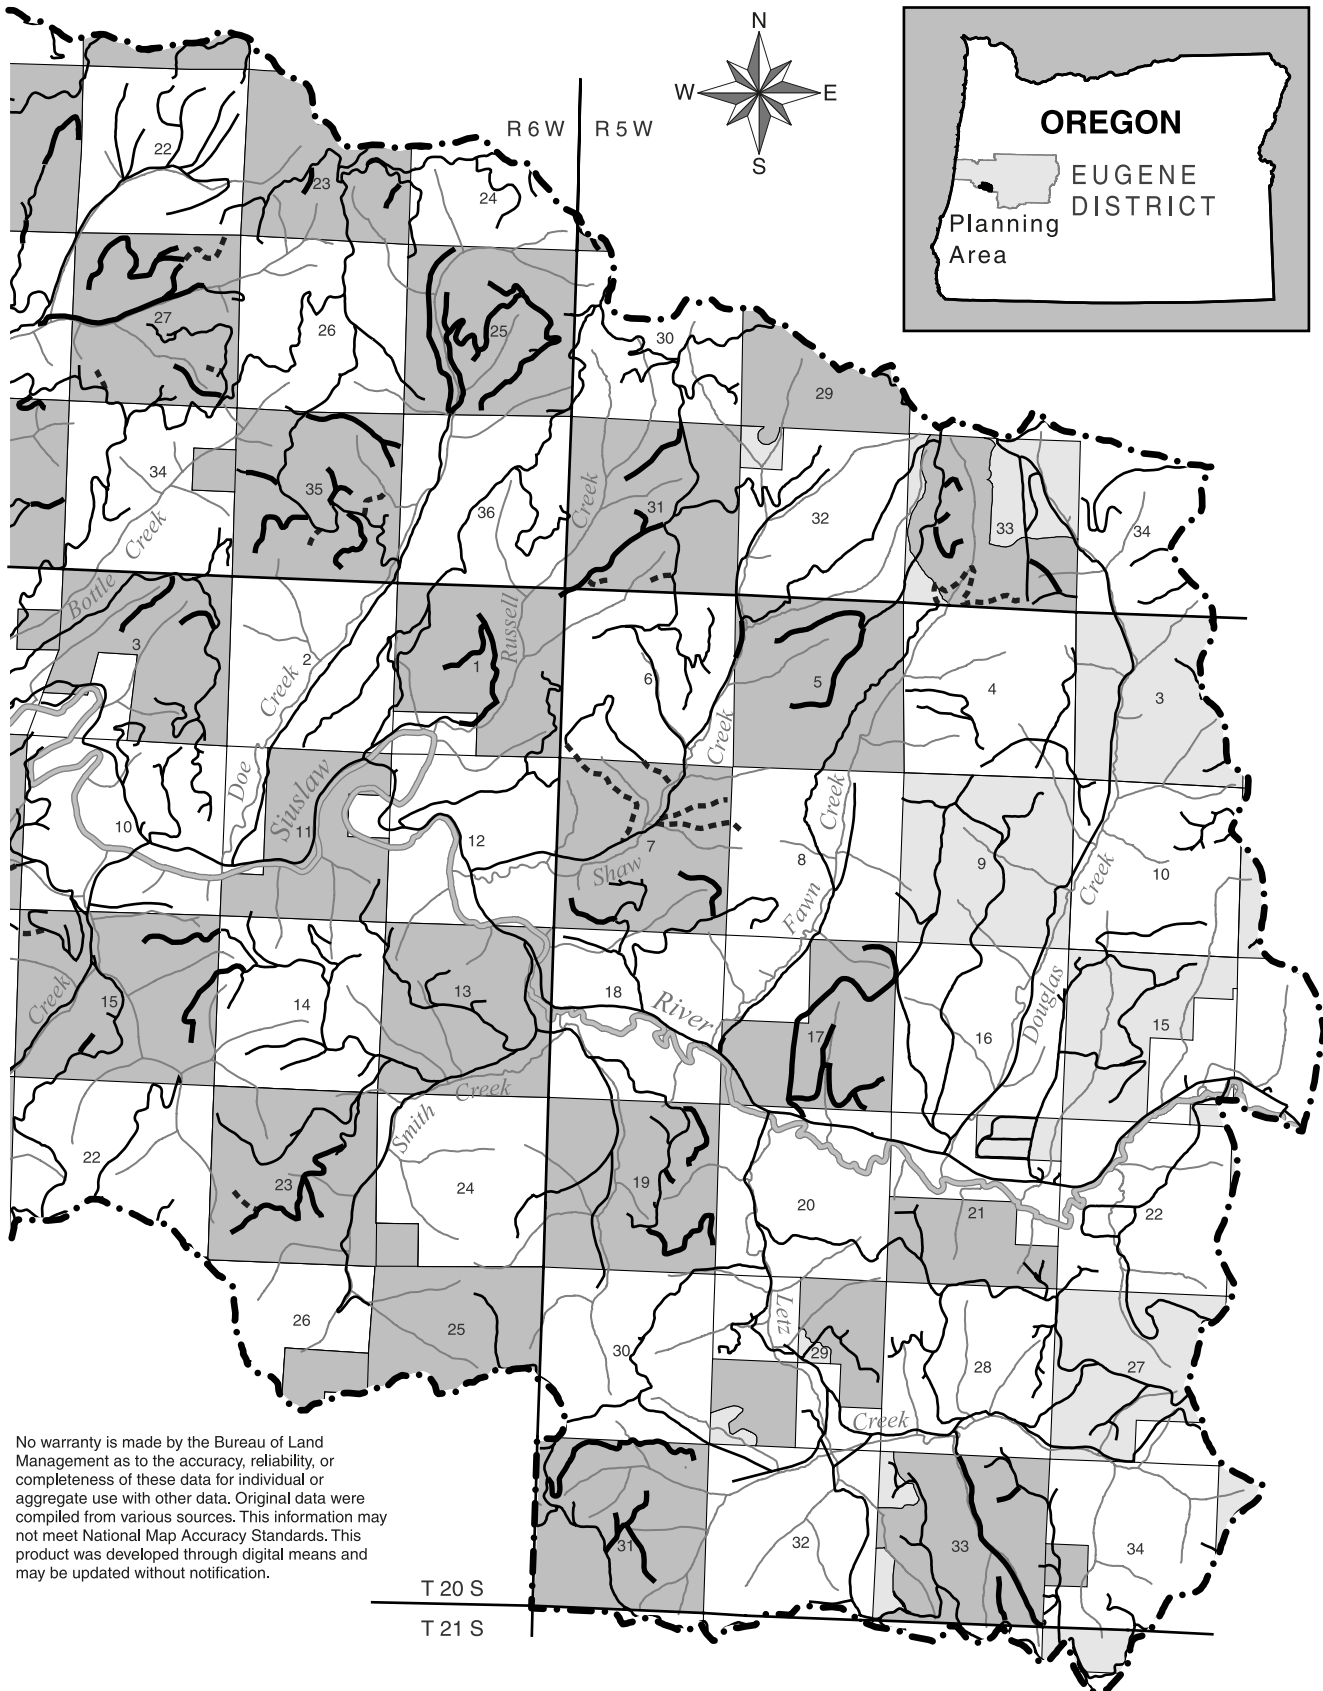 N
W E
S
OREGON
EUGENE
DISTRICT
Planning
Area
R 6 W R 5 W
22
23
24
27
26
25
30
29
34
35
36
31
32
33
34
Bottle
Creek
Creek
Russell
3
2
1
6
5
4
3
Doe
Creek
Siuslaw
Creek
10
11
12
7
8
9
10
Shaw
Fawn
Creek
Creek
Douglas
Creek
15
14
13
18
River
17
16
15
Smith
Creek
22
23
24
19
20
21
22
26
25
30
Letz
29
28
27
Creek
31
32
33
34
No warranty is made by the Bureau of Land
Management as to the accuracy, reliability, or
completeness of these data for individual or
aggregate use with other data. Original data were
compiled from various sources. This information may
not meet National Map Accuracy Standards. This
product was developed through digital means and
may be updated without notification.
T 20 S
T 21 S